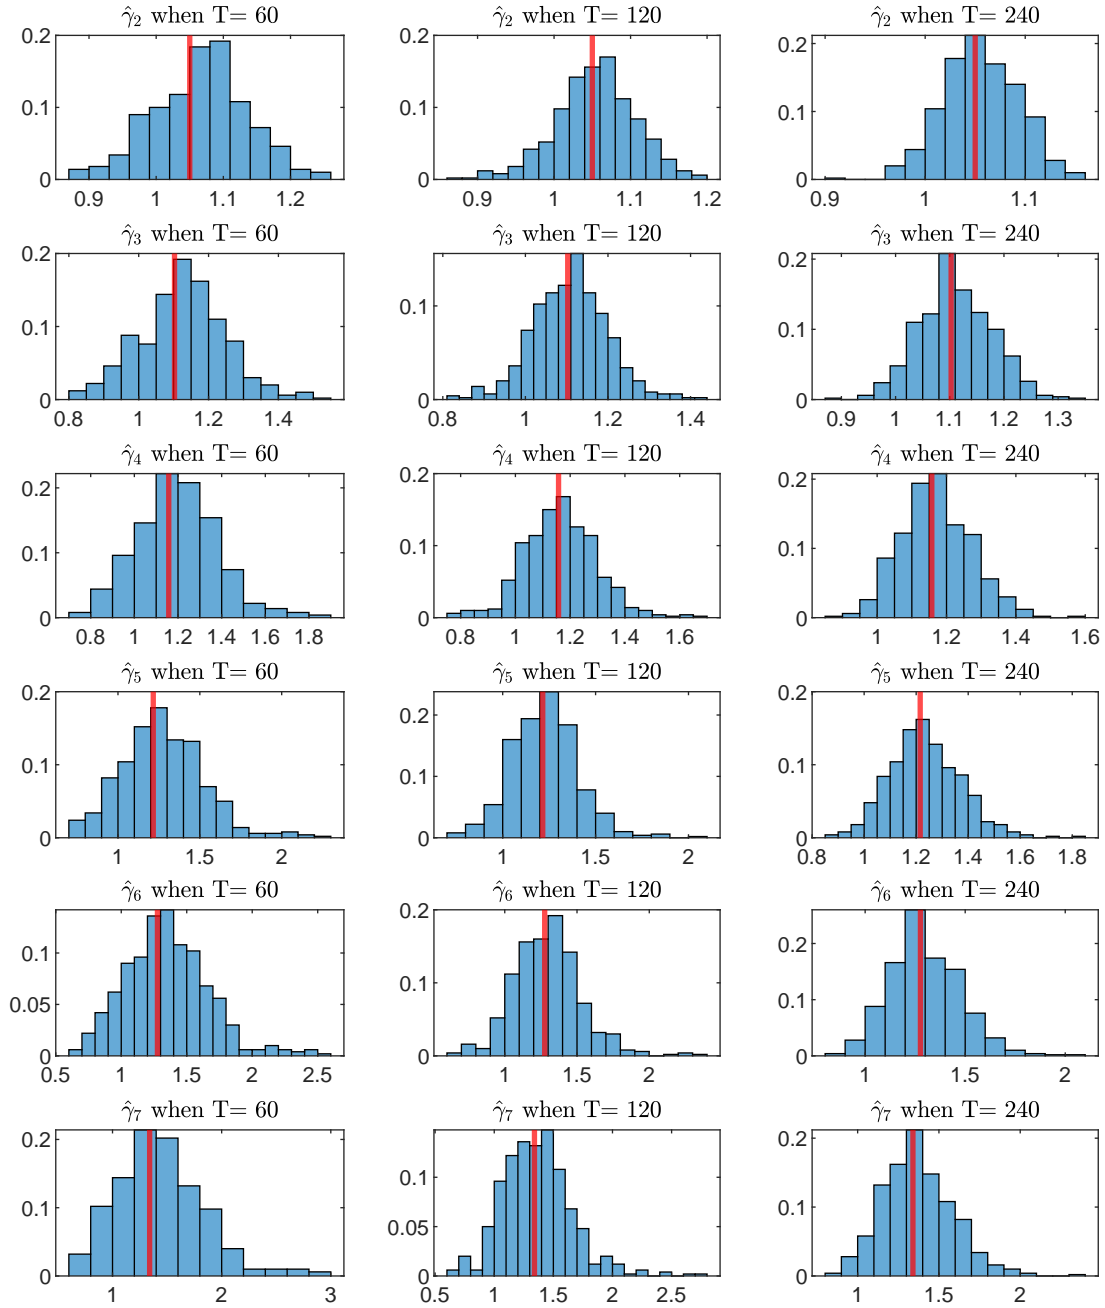 γ̂₂ when T= 60 γ̂₂ when T= 120 γ̂₂ when T= 240
0.2 0.2 0.2
0.1 0.1 0.1
0 0 0
0.9 1 1.1 1.2 0.9 1 1.1 1.2 0.9 1 1.1
γ̂₃ when T= 60 γ̂₃ when T= 120 γ̂₃ when T= 240
0.2 0.2
0.1 0.1 0.1
0 0 0
0.8 1 1.2 1.4 0.8 1 1.2 1.4 0.9 1 1.1 1.2 1.3
γ̂₄ when T= 60 γ̂₄ when T= 120 γ̂₄ when T= 240
0.2 0.2 0.2
0.1 0.1 0.1
0 0 0
0.8 1 1.2 1.4 1.6 1.8 0.8 1 1.2 1.4 1.6 1 1.2 1.4 1.6
γ̂₅ when T= 60 γ̂₅ when T= 120 γ̂₅ when T= 240
0.2 0.2 0.2
0.1 0.1 0.1
0 0 0
1 1.5 2 1 1.5 2 0.8 1 1.2 1.4 1.6 1.8
γ̂₆ when T= 60 γ̂₆ when T= 120 γ̂₆ when T= 240
0.2 0.2
0.1 0.1 0.1
0.05
0 0 0
0.5 1 1.5 2 2.5 1 1.5 2 1 1.5 2
γ̂₇ when T= 60 γ̂₇ when T= 120 γ̂₇ when T= 240
0.2 0.2
0.1 0.1 0.1
0.05
0 0 0
1 2 3 0.5 1 1.5 2 2.5 1 1.5 2